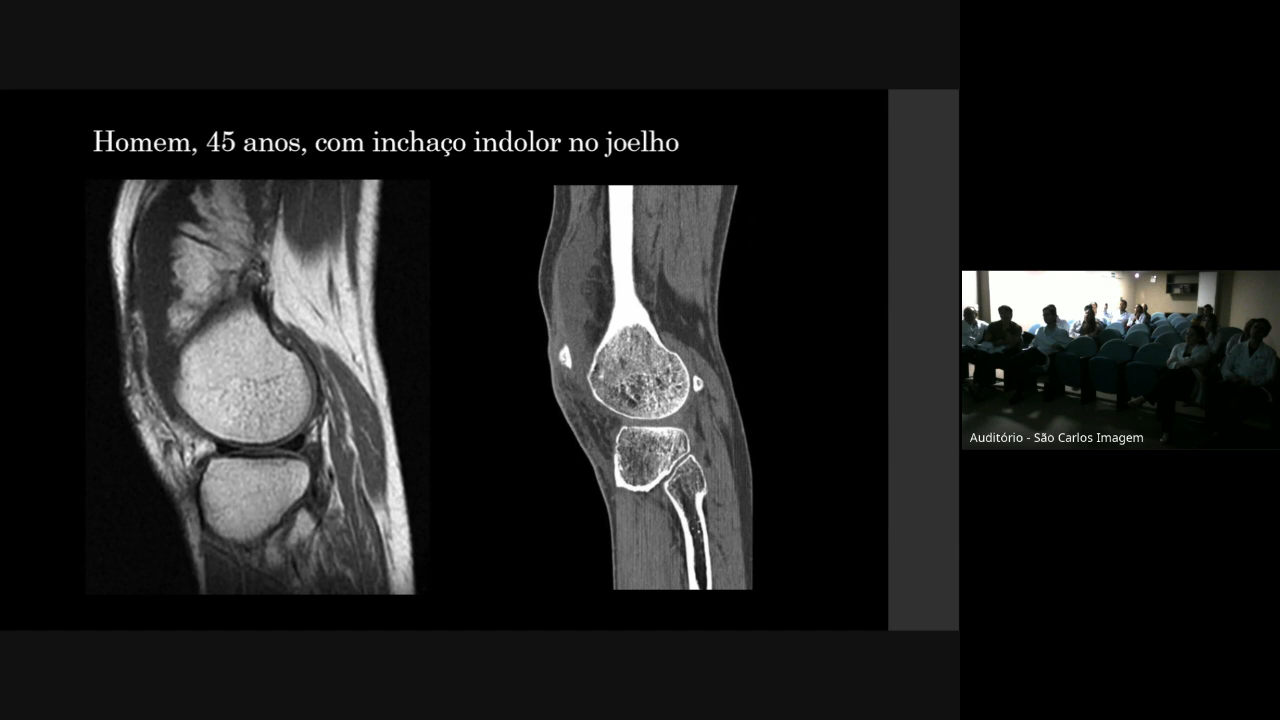 Homem, 45 anos, com inchaço indolor no joelho
Auditório - São Carlos Imagem